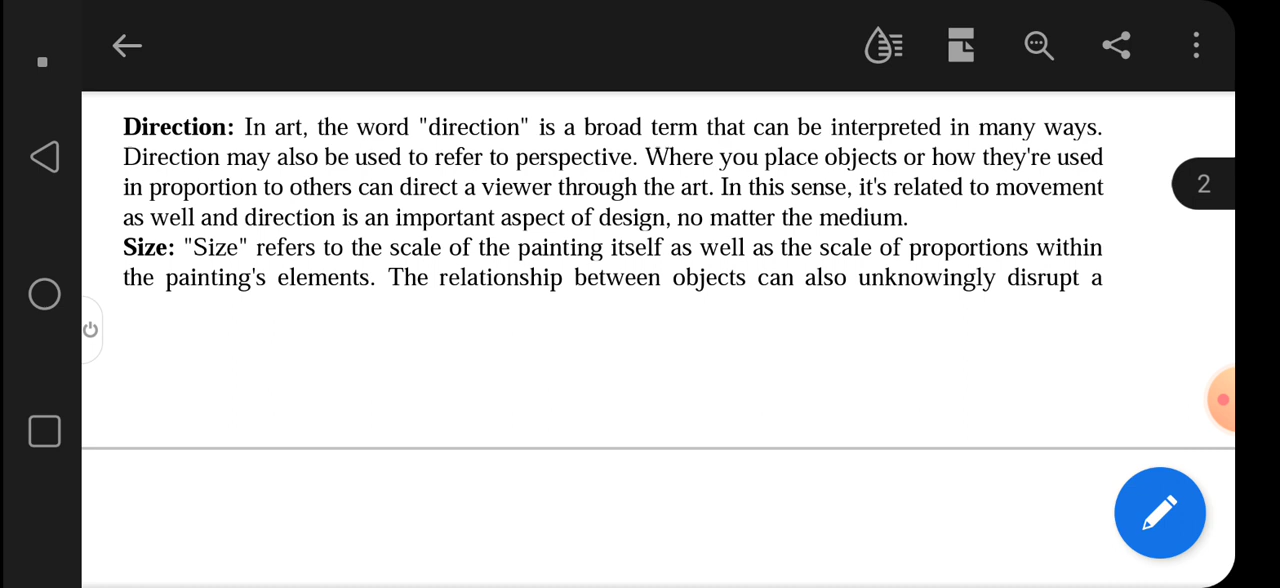 Direction: In art, the word "direction" is a broad term that can be interpreted in many ways.
Direction may also be used to refer to perspective. Where you place objects or how they're used
in proportion to others can direct a viewer through the art. In this sense, it's related to movement
as well and direction is an important aspect of design, no matter the medium.
Size: "Size" refers to the scale of the painting itself as well as the scale of proportions within
the painting's elements. The relationship between objects can also unknowingly disrupt a
2